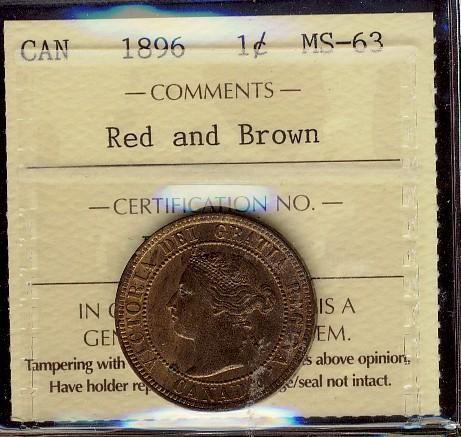 CAN 1896 1¢ MS-63
— COMMENTS —
Red and Brown
— CERTIFICATION NO. —
VICTORIA DEI GRATIA REGINA
CANADA
IN IS A
GEN EM.
Tampering with s above opinion,
Have holder rep e/seal not intact.